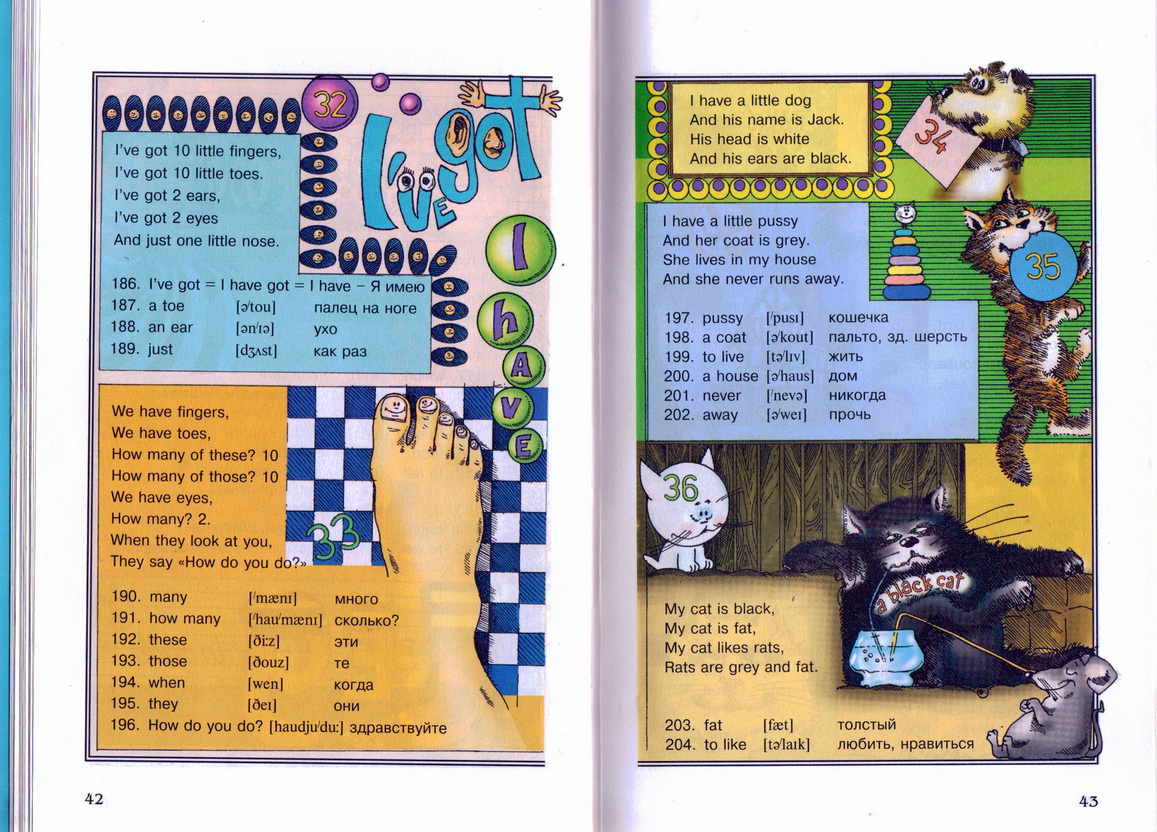 32
I've got
I've got 10 little fingers,
I've got 10 little toes.
I've got 2 ears,
I've got 2 eyes
And just one little nose.
186. I've got = I have got = I have – Я имею
187. a toe [ə'tou] палец на ноге
188. an ear [ən'ıə] ухо
189. just [dʒʌst] как раз
I
hAVE
We have fingers,
We have toes,
How many of these? 10
How many of those? 10
We have eyes,
How many? 2.
When they look at you,
They say «How do you do?»
33
190. many ['mænı] много
191. how many ['hau'mænı] сколько?
192. these [ði:z] эти
193. those [ðouz] те
194. when [wen] когда
195. they [ðeı] они
196. How do you do? [haudju'du:] здравствуйте
42
I have a little dog
And his name is Jack.
His head is white
And his ears are black.
34
I have a little pussy
And her coat is grey.
She lives in my house
And she never runs away.
35
197. pussy ['pusı] кошечка
198. a coat [ə'kout] пальто, зд. шерсть
199. to live [tə'lıv] жить
200. a house [ə'haus] дом
201. never ['nevə] никогда
202. away [ə'weı] прочь
36
a black cat
My cat is black,
My cat is fat,
My cat likes rats,
Rats are grey and fat.
203. fat [fæt] толстый
204. to like [tə'laık] любить, нравиться
43